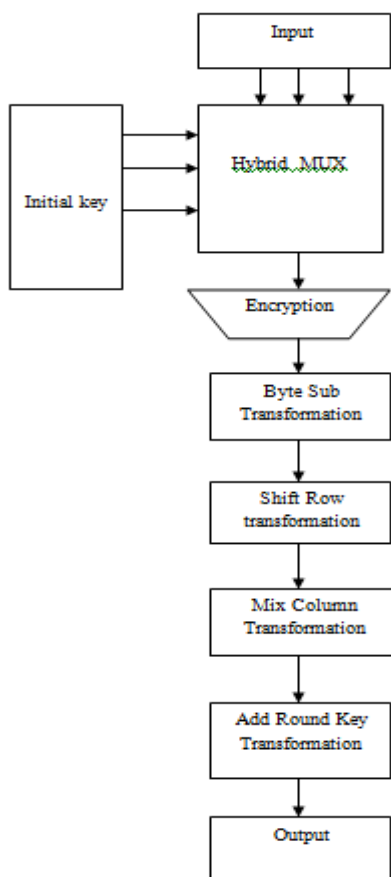 Input
Hybrid MUX
Initial key
Encryption
Byte Sub
Transformation
Shift Row
transformation
Mix Column
Transformation
Add Round Key
Transformation
Output